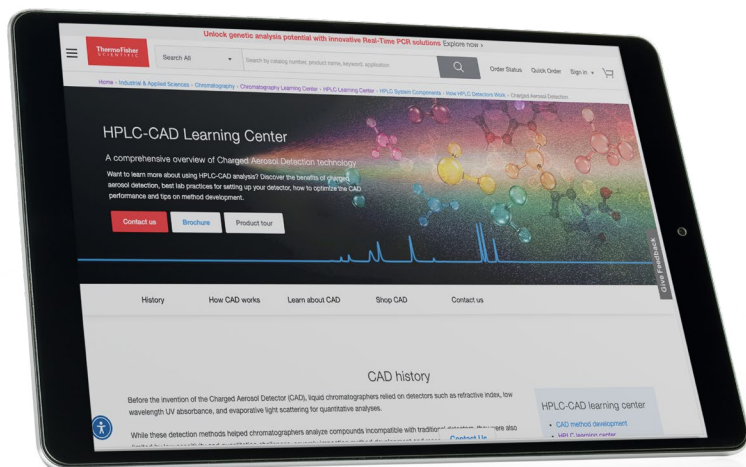 Unlock genetic analysis potential with innovative Real-Time PCR solutions Explore now ›
ThermoFisher
SCIENTIFIC
Search All
Search by catalog number, product name, keyword, application
Order Status Quick Order Sign in
Home › Industrial & Applied Sciences › Chromatography › Chromatography Learning Center › HPLC Learning Center › HPLC System Components › How HPLC Detectors Work › Charged Aerosol Detection
HPLC-CAD Learning Center
A comprehensive overview of Charged Aerosol Detection technology
Want to learn more about using HPLC-CAD analysis? Discover the benefits of charged
aerosol detection, best lab practices for setting up your detector, how to optimize the CAD
performance and tips on method development.
Contact us Brochure Product tour
Give Feedback
History How CAD works Learn about CAD Shop CAD Contact us
CAD history
Before the invention of the Charged Aerosol Detector (CAD), liquid chromatographers relied on detectors such as refractive index, low
wavelength UV absorbance, and evaporative light scattering for quantitative analyses.
While these detection methods helped chromatographers analyze compounds incompatible with traditional detectors, they were also
Contact Us
HPLC-CAD learning center
• CAD method development
• HPLC learning center